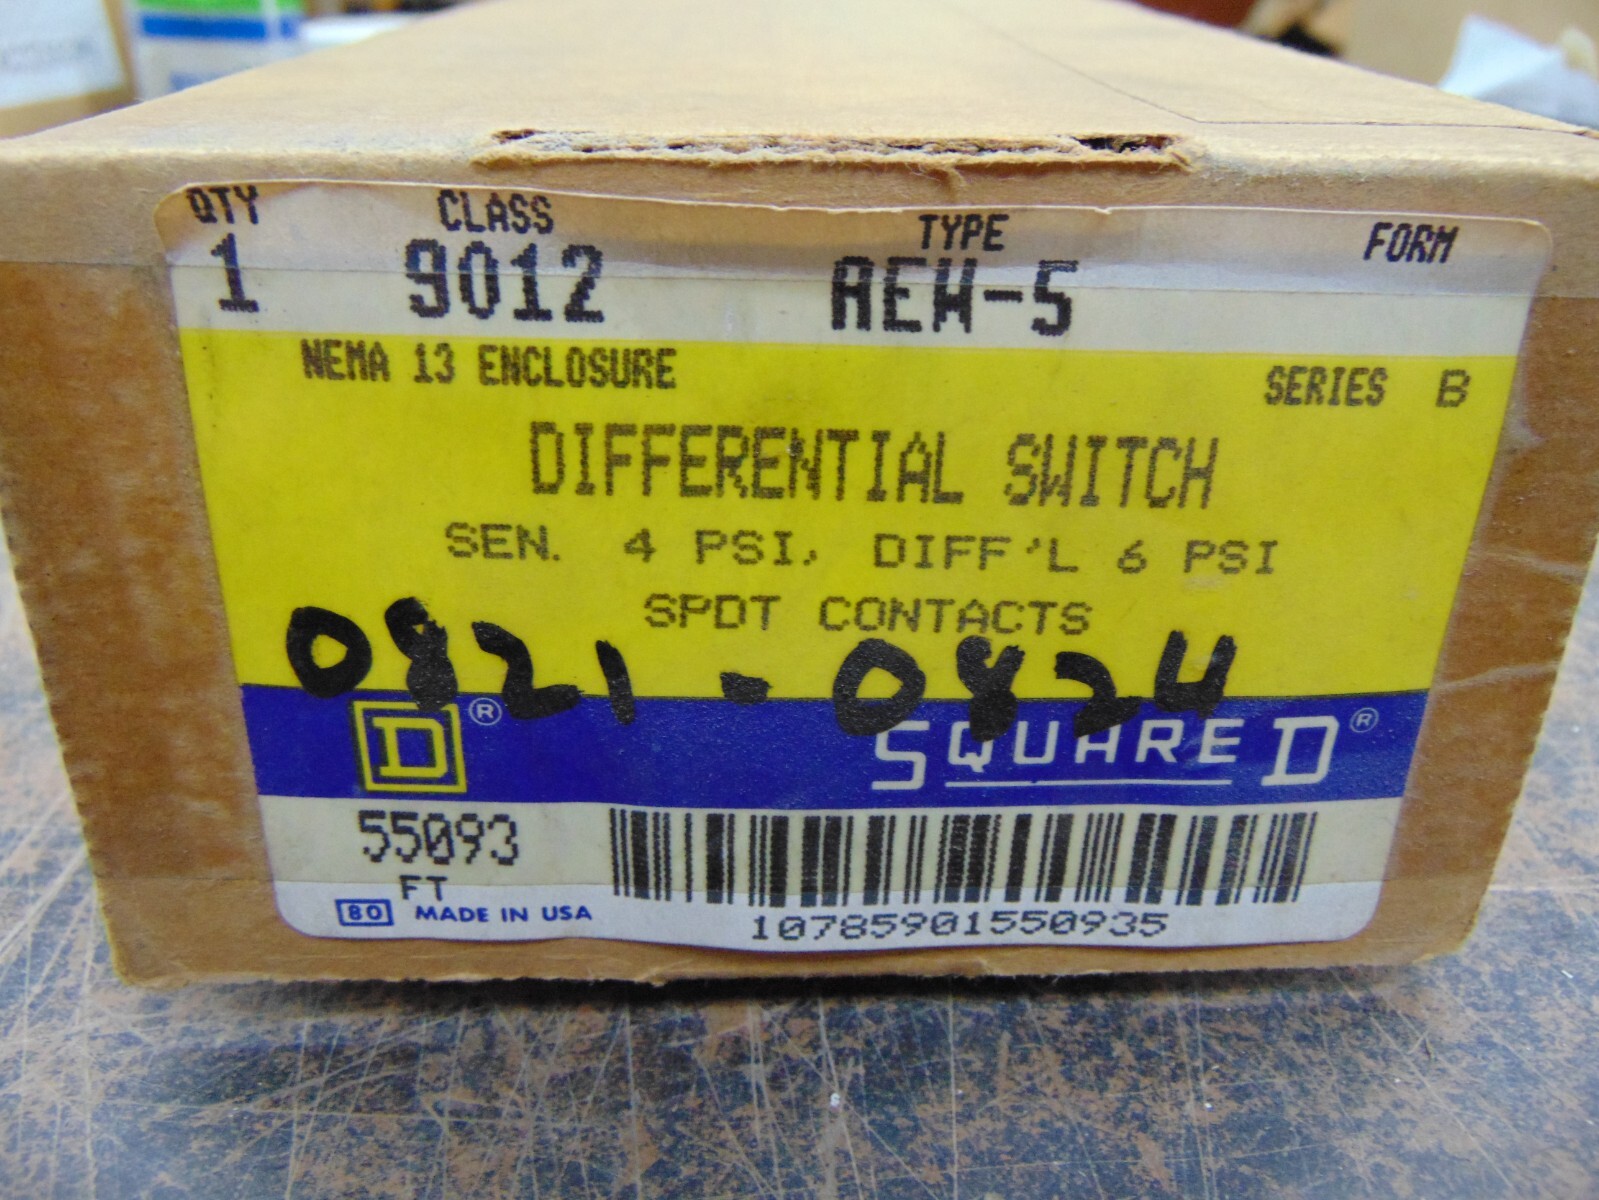 QTY CLASS TYPE FORM
1 9012 AEW-5
NEMA 13 ENCLOSURE SERIES B
DIFFERENTIAL SWITCH
SEN. 4 PSI, DIFF'L 6 PSI
SPDT CONTACTS
0821-0824
D® SQUARE D®
55093
FT
80 MADE IN USA
10785901550935